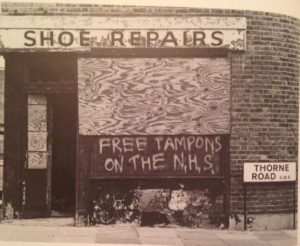 SHOE REPAIRS
FREE TAMPONS
ON THE N.H.S.
THORNE
ROAD S.W.8